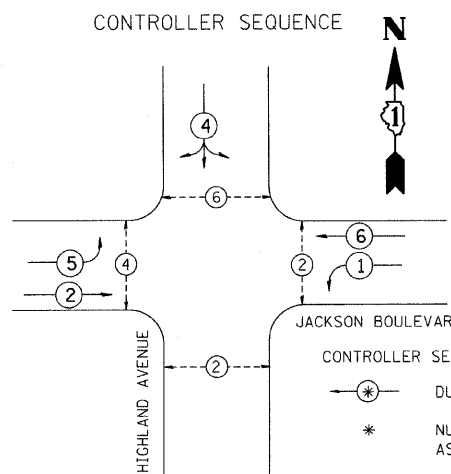 CONTROLLER SEQUENCE
N
1
4
6
5
4
2
6
1
2
2
JACKSON BOULEVAR
HIGHLAND AVENUE
CONTROLLER SE
* DU
* NU
AS